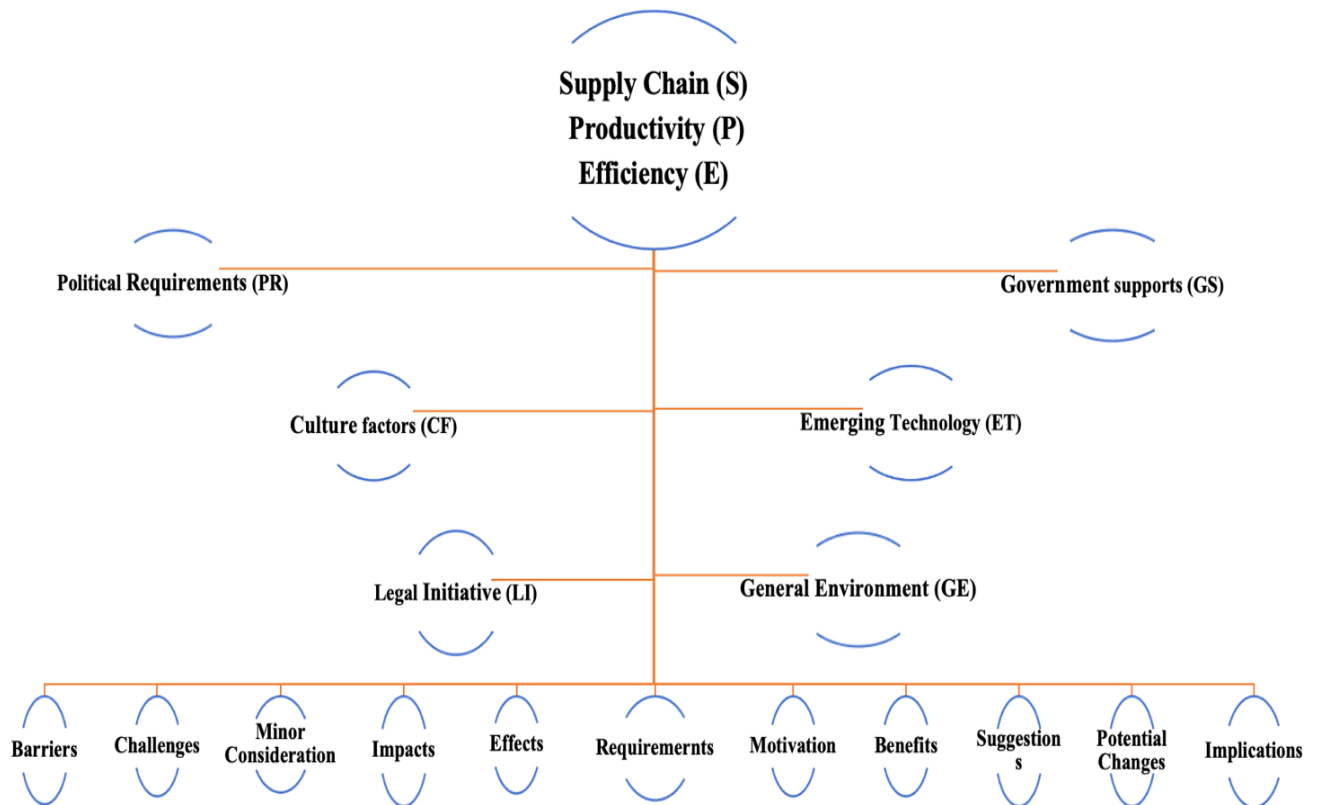 Supply Chain (S)
Productivity (P)
Efficiency (E)
Political Requirements (PR)
Government supports (GS)
Culture factors (CF)
Emerging Technology (ET)
Legal Initiative (LI)
General Environment (GE)
Barriers
Challenges
Minor
Consideration
Impacts
Effects
Requiremernts
Motivation
Benefits
Suggestion
s
Potential
Changes
Implications